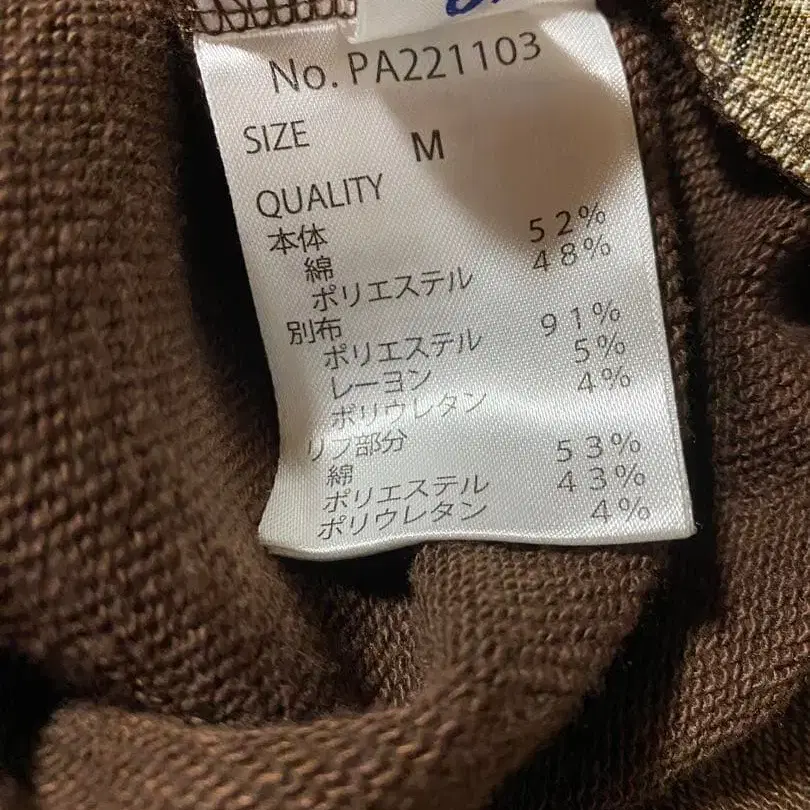 No. PA221103
SIZE M
QUALITY
本体
綿 52%
ポリエステル 48%
別布
ポリエステル 91%
レーヨン 5%
ポリウレタン 4%
リブ部分
綿 53%
ポリエステル 43%
ポリウレタン 4%